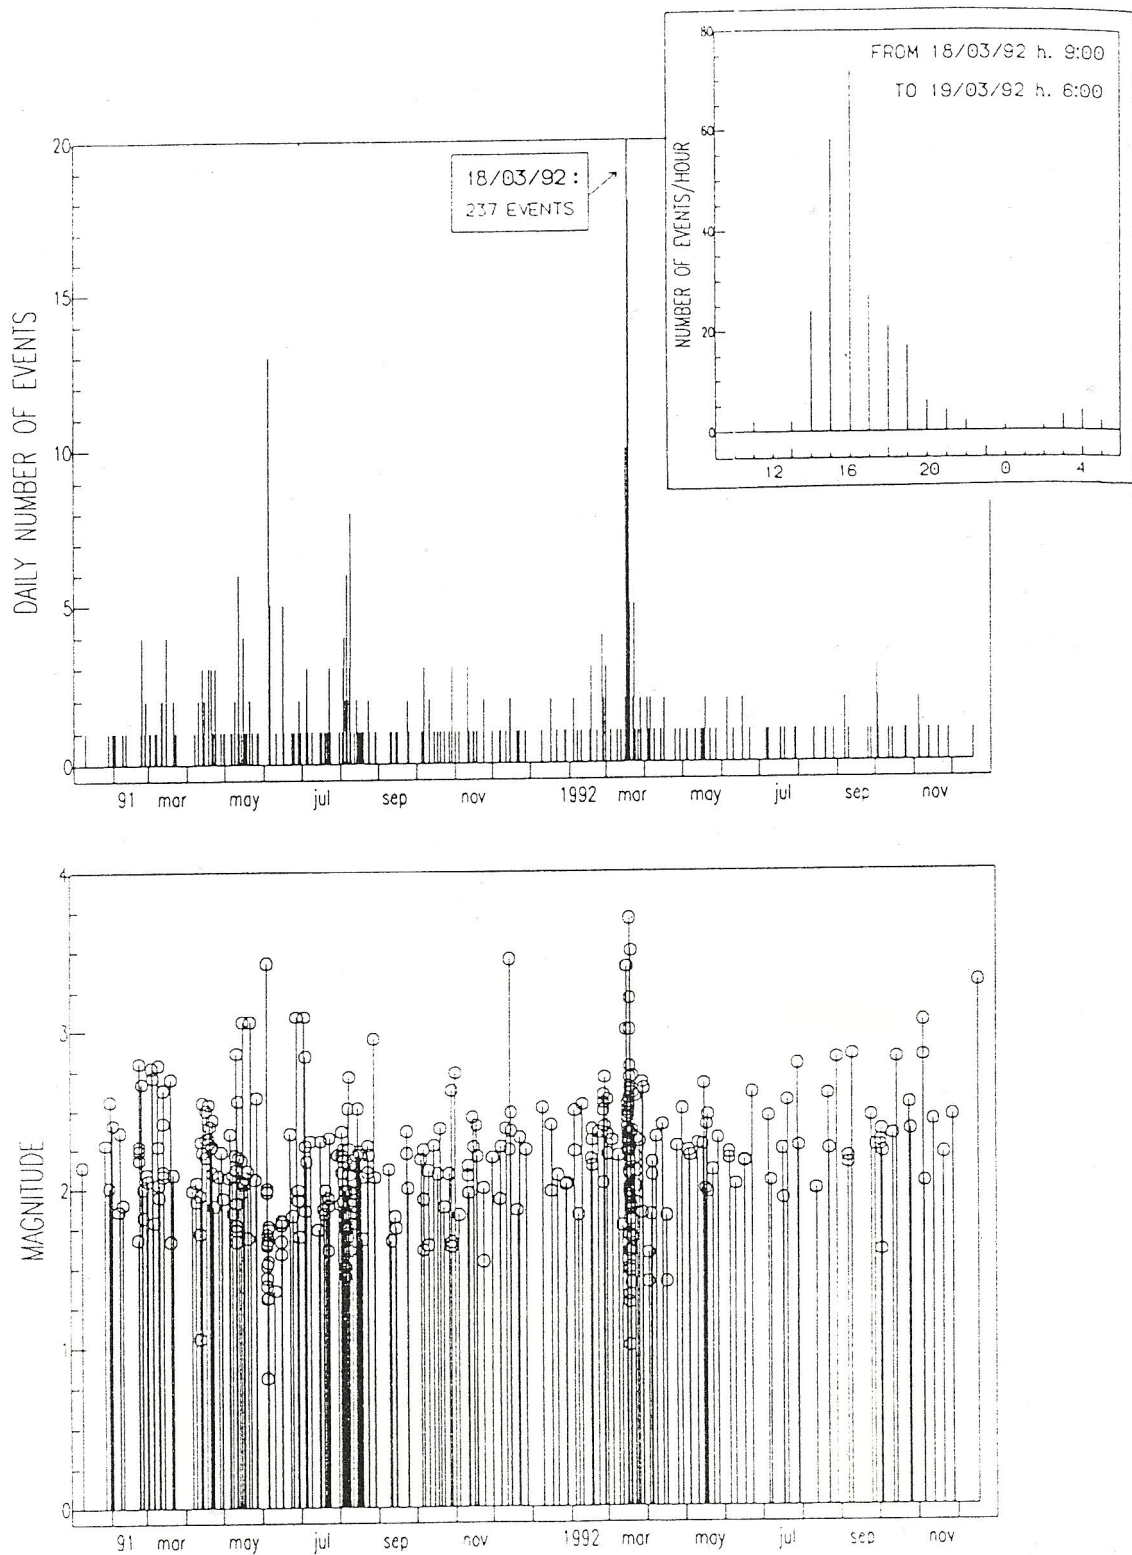 80
FROM 18/03/92 h. 9:00
TO 19/03/92 h. 6:00
60
40
20
0
NUMBER OF EVENTS/HOUR
12 16 20 0 4
20
15
10
5
0
DAILY NUMBER OF EVENTS
18/03/92:
237 EVENTS
91 mar may jul sep nov 1992 mar may jul sep nov
4
3
2
1
0
MAGNITUDE
91 mar may jul sep nov 1992 mar may jul sep nov